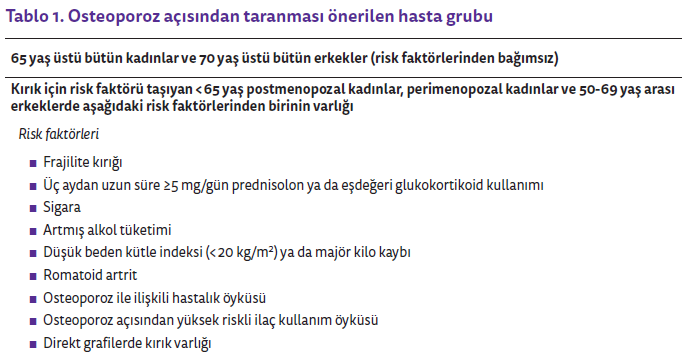 Tablo 1. Osteoporoz açısından taranması önerilen hasta grubu
65 yaş üstü bütün kadınlar ve 70 yaş üstü bütün erkekler (risk faktörlerinden bağımsız)
Kırık için risk faktörü taşıyan <65 yaş postmenopozal kadınlar, perimenopozal kadınlar ve 50-69 yaş arası
erkeklerde aşağıdaki risk faktörlerinden birinin varlığı
Risk faktörleri
■ Frajilite kırığı
■ Üç aydan uzun süre ≥5 mg/gün prednisolon ya da eşdeğeri glukokortikoid kullanımı
■ Sigara
■ Artmış alkol tüketimi
■ Düşük beden kütle indeksi (<20 kg/m²) ya da majör kilo kaybı
■ Romatoid artrit
■ Osteoporoz ile ilişkili hastalık öyküsü
■ Osteoporoz açısından yüksek riskli ilaç kullanım öyküsü
■ Direkt grafilerde kırık varlığı